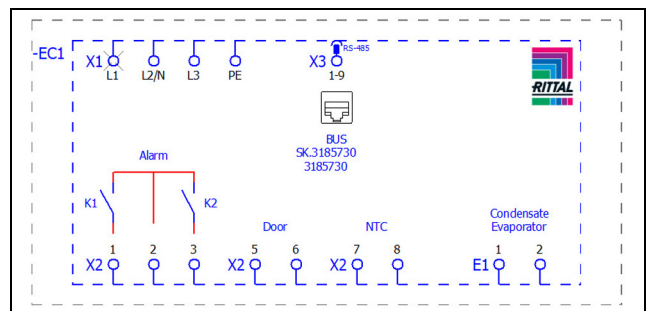 -EC1
X1 L1 L2/N L3 PE
X3 RS-485
1-9
RITTAL
BUS
SK.3185730
3185730
Alarm
K1
K2
Door
NTC
Condensate
Evaporator
X2 1 2 3
X2 5 6
X2 7 8
E1 1 2